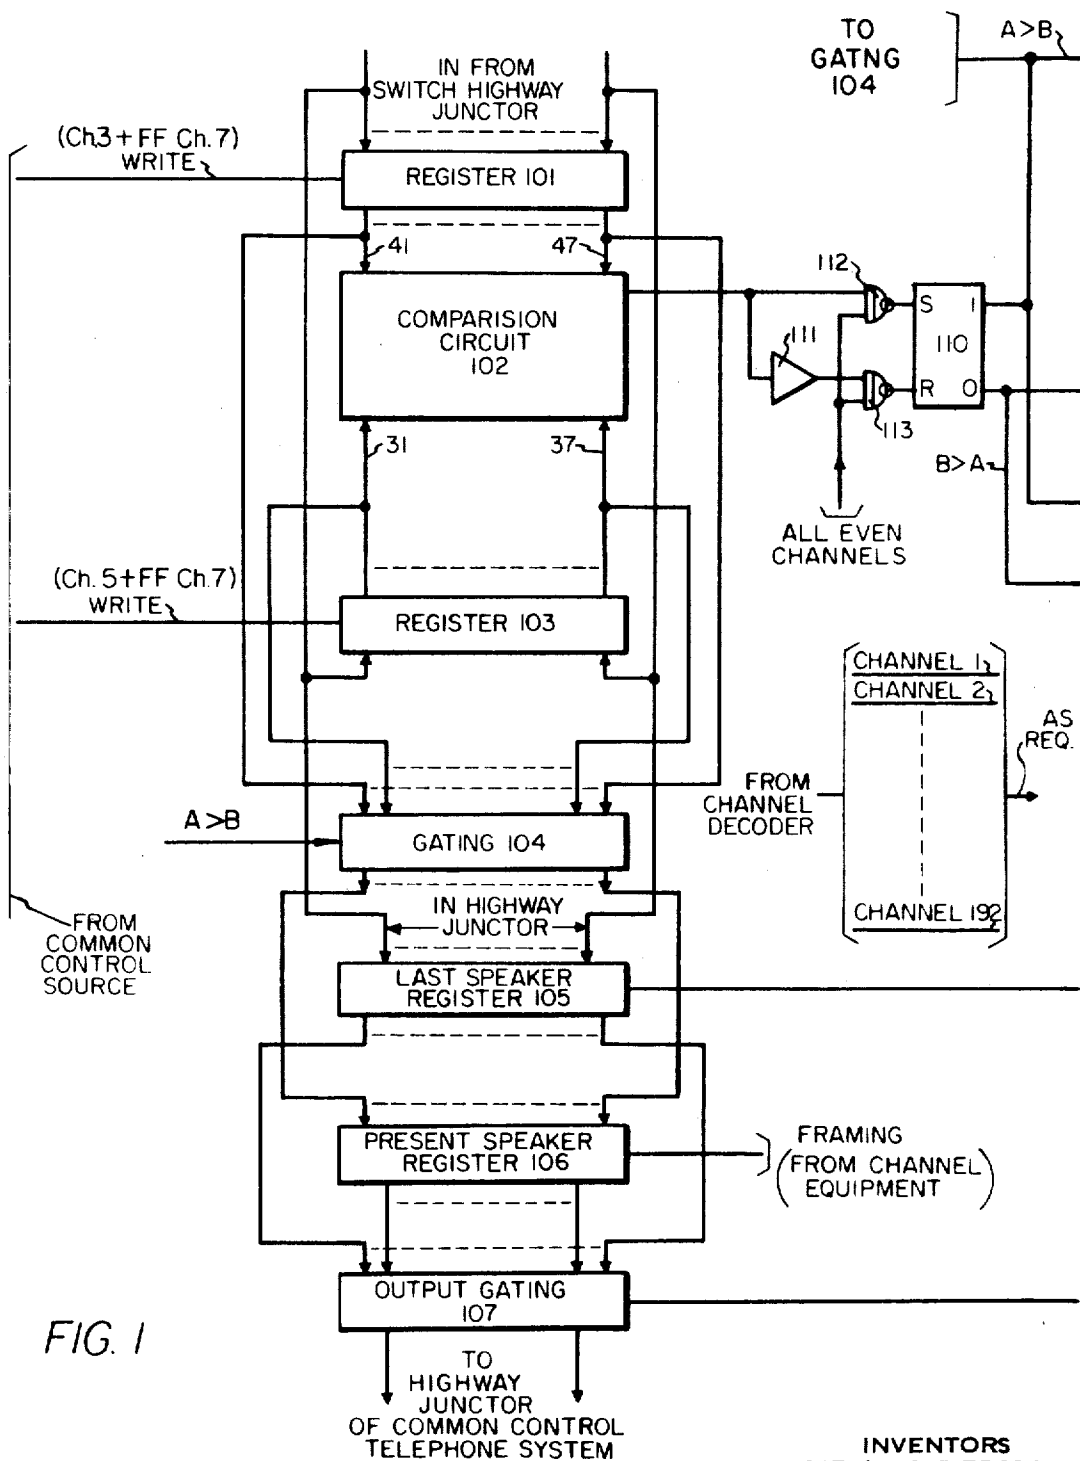 TO
GATNG
104
A>B
IN FROM
SWITCH HIGHWAY
JUNCTOR
(Ch.3+FF Ch.7)
WRITE
REGISTER 101
41
47
COMPARISION
CIRCUIT
102
112
111
S
1
110
R
0
113
31
37
B>A
ALL EVEN
CHANNELS
(Ch. 5+FF Ch.7)
WRITE
REGISTER 103
CHANNEL 1
CHANNEL 2
AS
REQ.
FROM
CHANNEL
DECODER
CHANNEL 192
A>B
GATING 104
FROM
COMMON
CONTROL
SOURCE
IN HIGHWAY
JUNCTOR
LAST SPEAKER
REGISTER 105
PRESENT SPEAKER
REGISTER 106
FRAMING
(FROM CHANNEL
EQUIPMENT)
OUTPUT GATING
107
FIG. 1
TO
HIGHWAY
JUNCTOR
OF COMMON CONTROL
TELEPHONE SYSTEM
INVENTORS